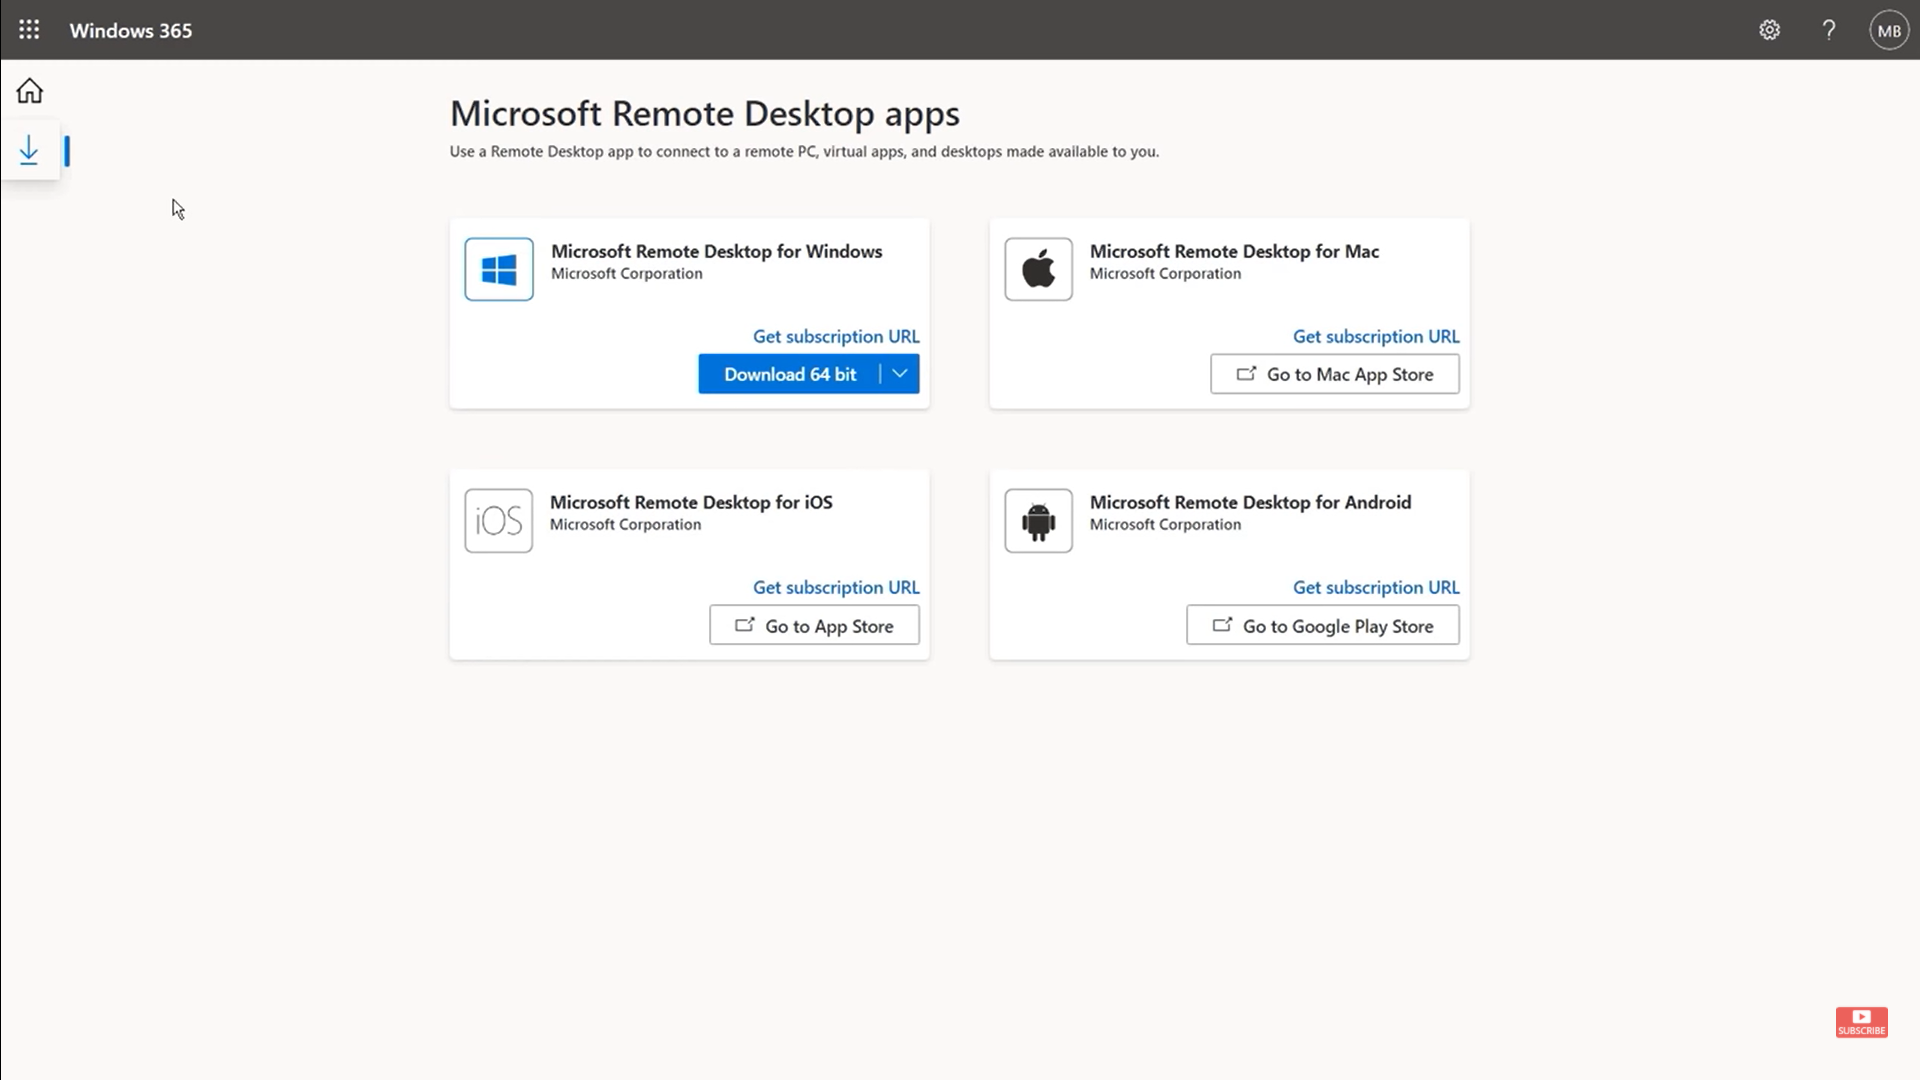 Windows 365
?
MB
Microsoft Remote Desktop apps
Use a Remote Desktop app to connect to a remote PC, virtual apps, and desktops made available to you.
Microsoft Remote Desktop for Windows
Microsoft Corporation
Get subscription URL
Download 64 bit
Microsoft Remote Desktop for Mac
Microsoft Corporation
Get subscription URL
Go to Mac App Store
iOS
Microsoft Remote Desktop for iOS
Microsoft Corporation
Get subscription URL
Go to App Store
Microsoft Remote Desktop for Android
Microsoft Corporation
Get subscription URL
Go to Google Play Store
SUBSCRIBE